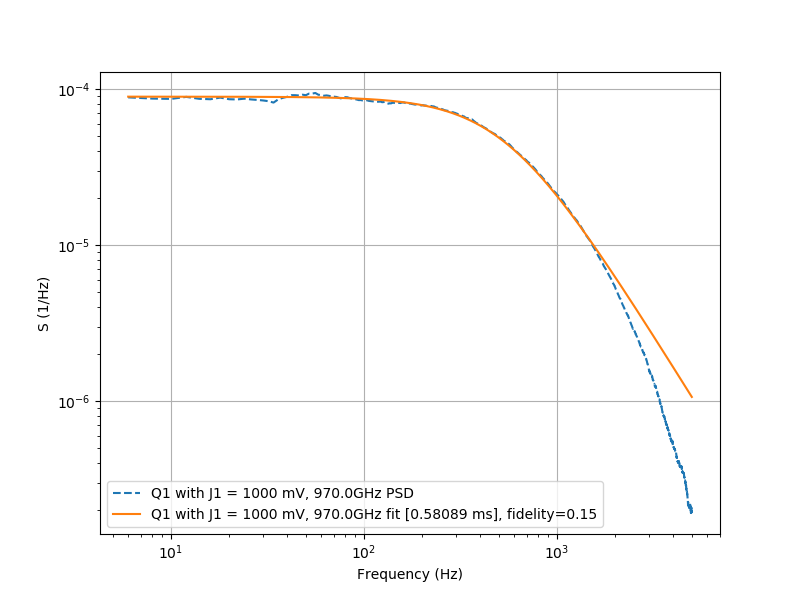 10⁻⁴
10⁻⁵
10⁻⁶
S (1/Hz)
Q1 with J1 = 1000 mV, 970.0GHz PSD
Q1 with J1 = 1000 mV, 970.0GHz fit [0.58089 ms], fidelity=0.15
10¹ 10² 10³
Frequency (Hz)